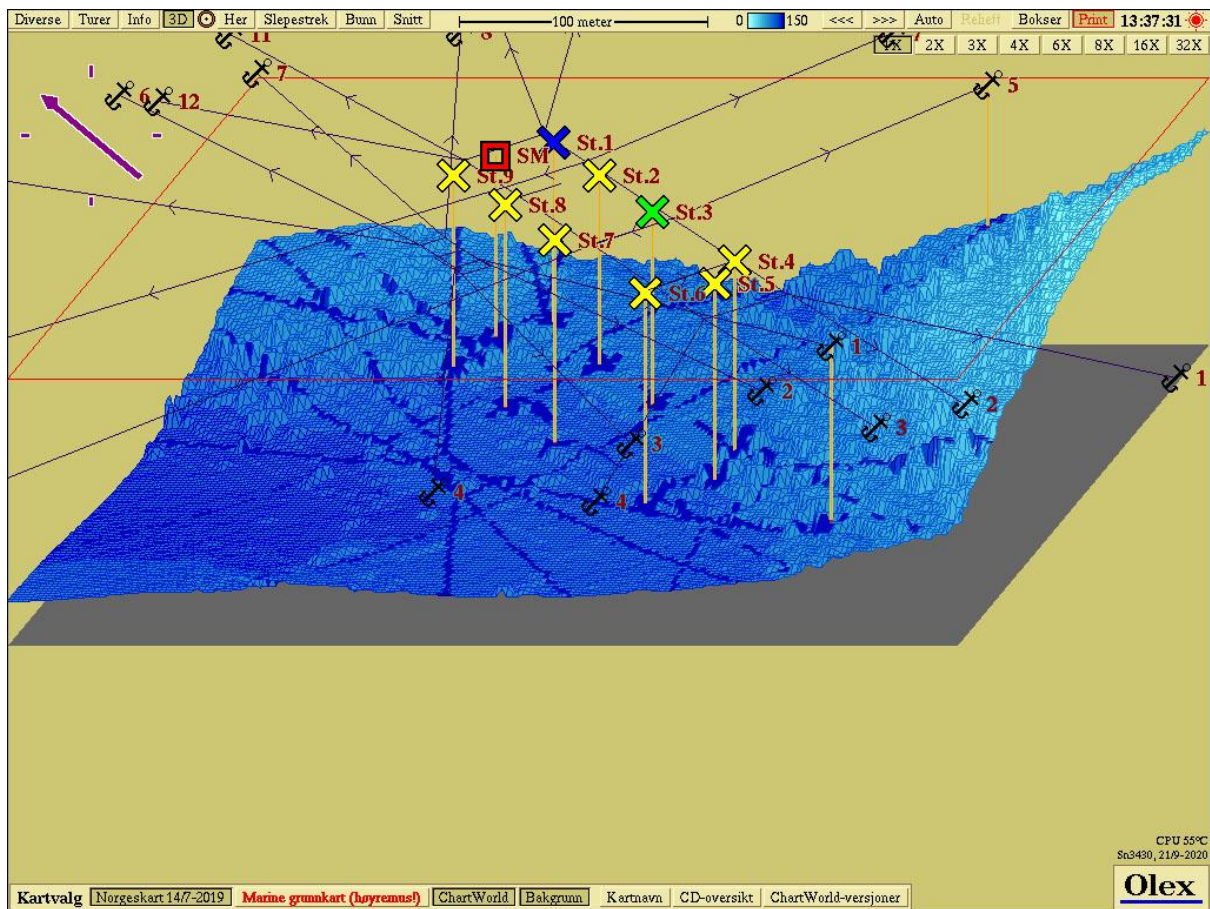 Diverse Turer Info 3D Her Slepestrek Bunn Snitt 100 meter 0 150 <<< >>> Auto Reheft Bokser Print 13:37:31
1X 2X 3X 4X 6X 8X 16X 32X
11
8
7
7
5
6
12
St.1
SM
St.9
St.2
St.8
St.3
St.7
St.4
St.5
St.6
1
1
2
2
3
3
4
4
CPU 55°C
Sn3430, 21/9-2020
Olex
Kartvalg Norgeskart 14/7-2019 Marine grunnkart (høyremus!) ChartWorld Bakgrunn Kartnavn CD-oversikt ChartWorld-versjoner